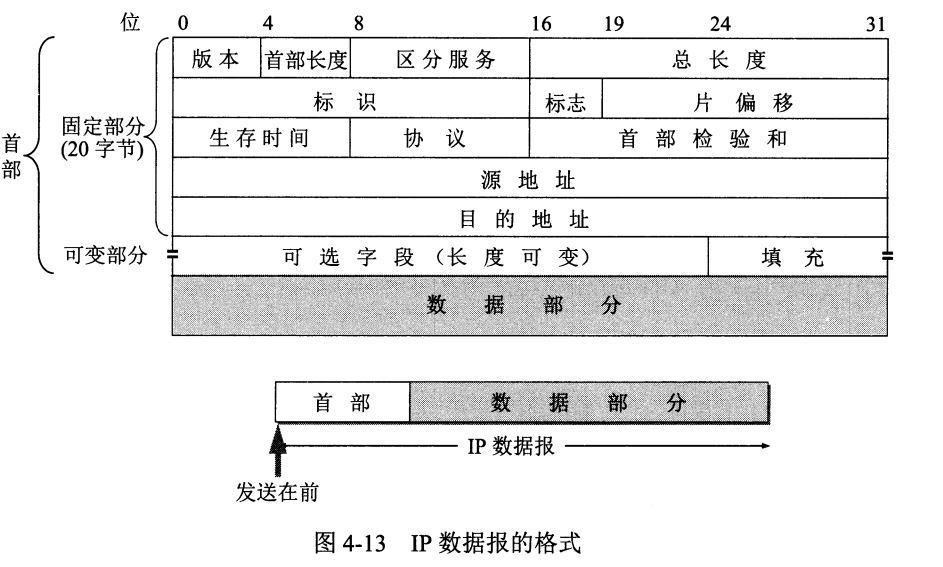 位 0 4 8 16 19 24 31
版本 首部长度 区分服务 总长度
标识 标志 片偏移
首部 固定部分 (20 字节) 生存时间 协议 首部检验和
源地址
目的地址
可变部分 可选字段（长度可变） 填充
数据部分
首部 数据部分
IP 数据报
发送在前
图 4-13 IP 数据报的格式